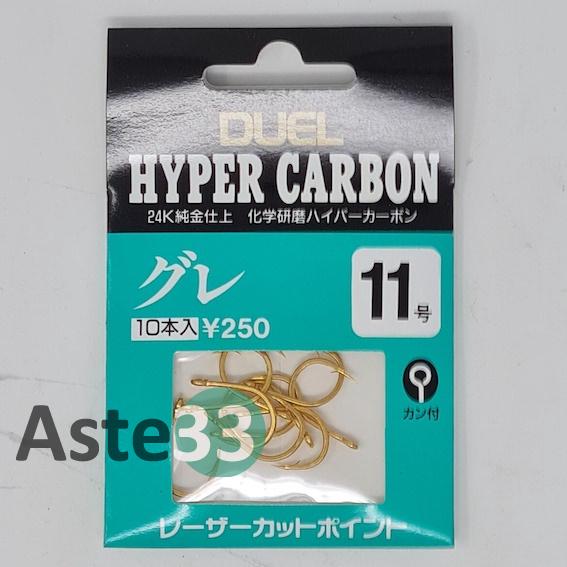 DUEL
HYPER CARBON
24K純金仕上 化学研磨ハイパーカーボン
グレ
11号
10本入 ¥250
カン付
Aste33
レーザーカットポイント